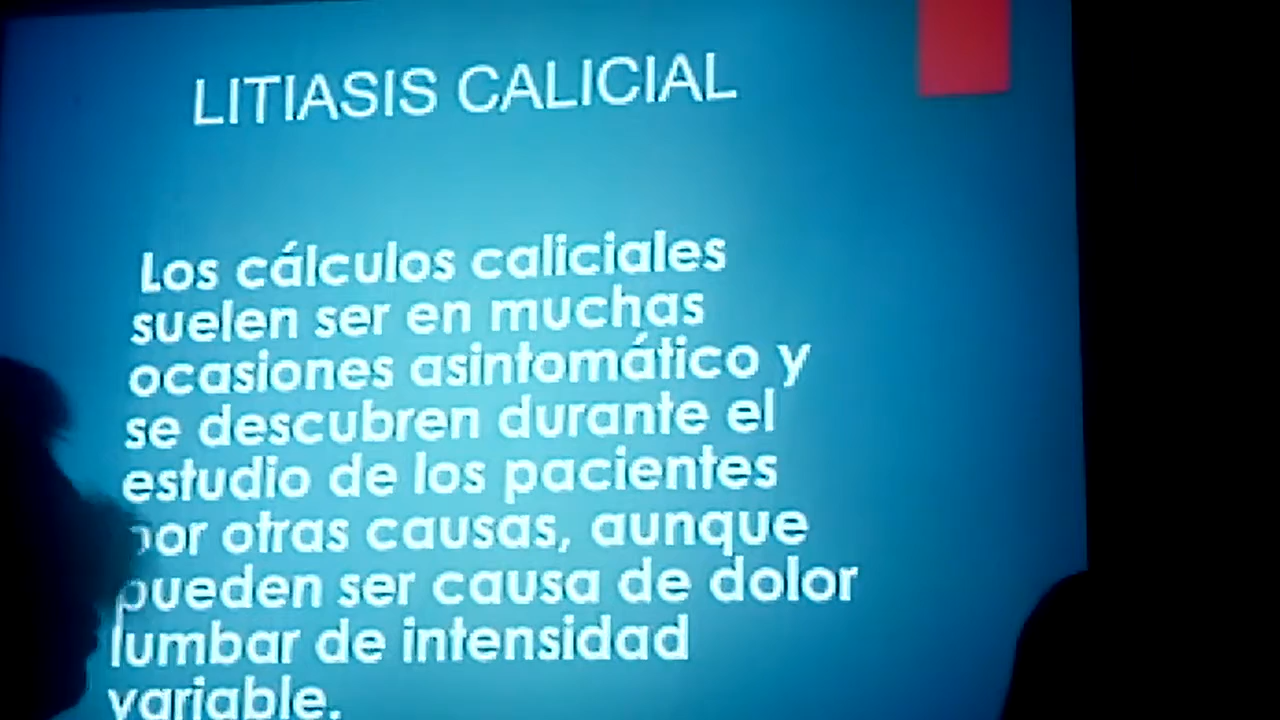 LITIASIS CALICIAL
Los cálculos caliciales
suelen ser en muchas
ocasiones asintomático y
se descubren durante el
estudio de los pacientes
por otras causas, aunque
pueden ser causa de dolor
lumbar de intensidad
variable.